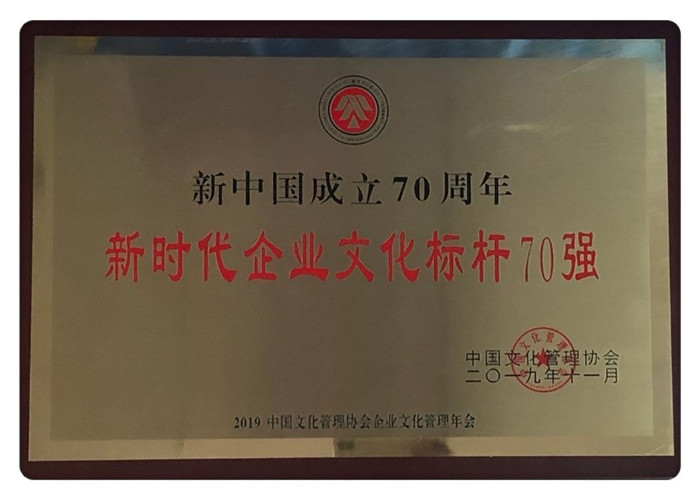 新中国成立70周年
新时代企业文化标杆70强
中国文化管理协会
二〇一九年十一月
2019 中国文化管理协会企业文化管理年会